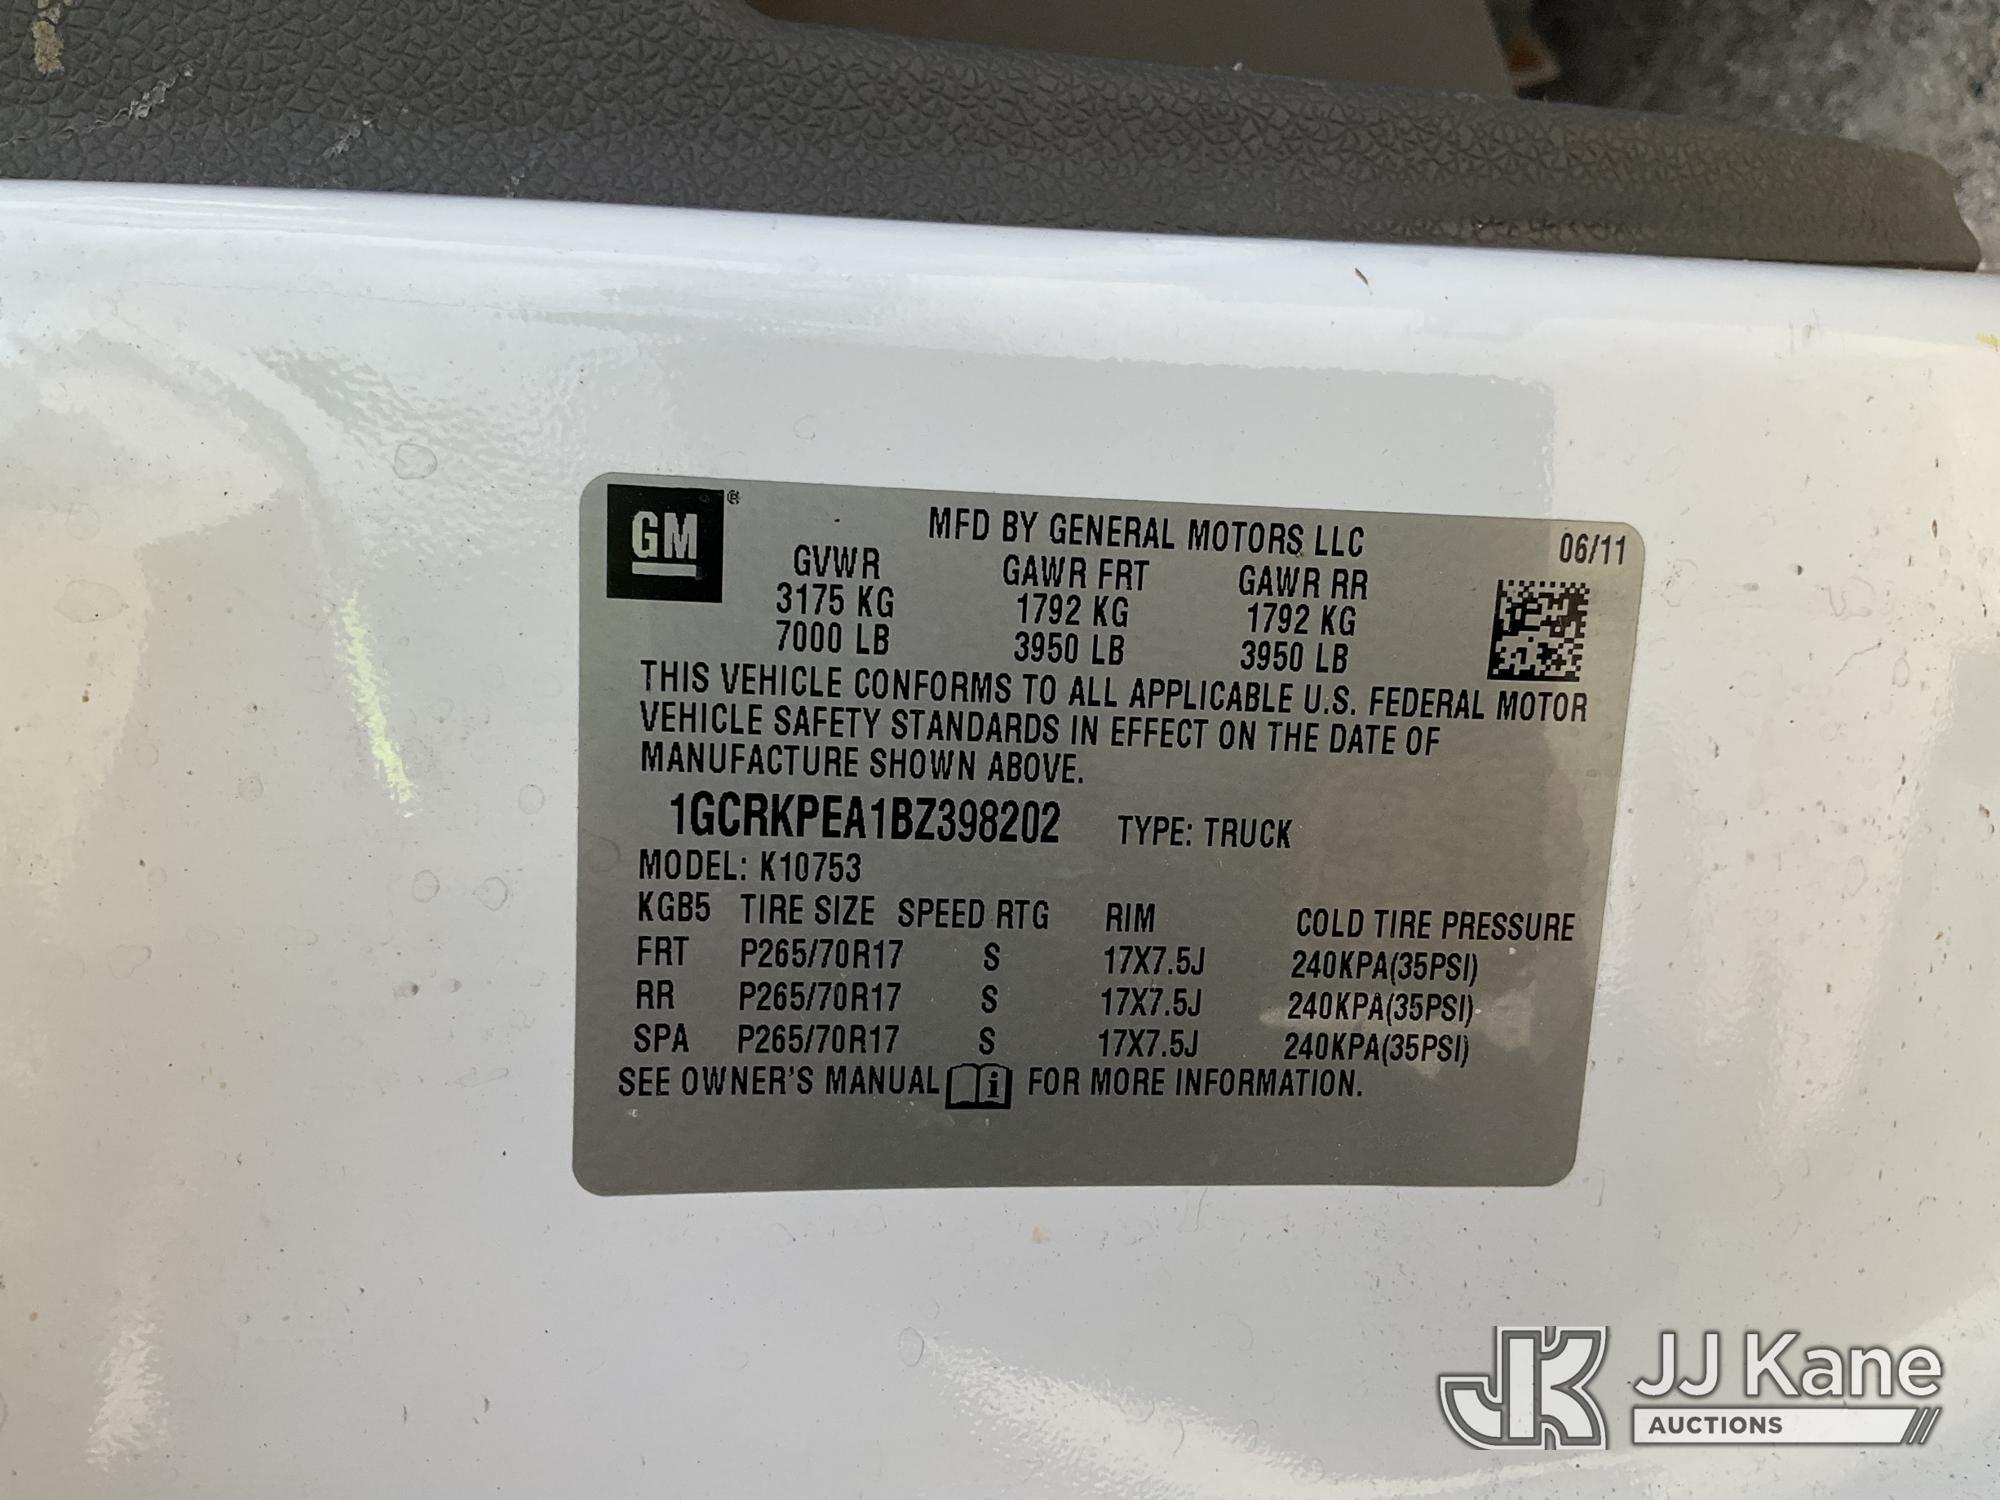 GM ®
MFD BY GENERAL MOTORS LLC 06/11
GVWR GAWR FRT GAWR RR
3175 KG 1792 KG 1792 KG
7000 LB 3950 LB 3950 LB
THIS VEHICLE CONFORMS TO ALL APPLICABLE U.S. FEDERAL MOTOR
VEHICLE SAFETY STANDARDS IN EFFECT ON THE DATE OF
MANUFACTURE SHOWN ABOVE.
1GCRKPEA1BZ398202 TYPE: TRUCK
MODEL: K10753
KGB5 TIRE SIZE SPEED RTG RIM COLD TIRE PRESSURE
FRT P265/70R17 S 17X7.5J 240KPA(35PSI)
RR P265/70R17 S 17X7.5J 240KPA(35PSI)
SPA P265/70R17 S 17X7.5J 240KPA(35PSI)
SEE OWNER'S MANUAL i FOR MORE INFORMATION.
JK JJ Kane
AUCTIONS